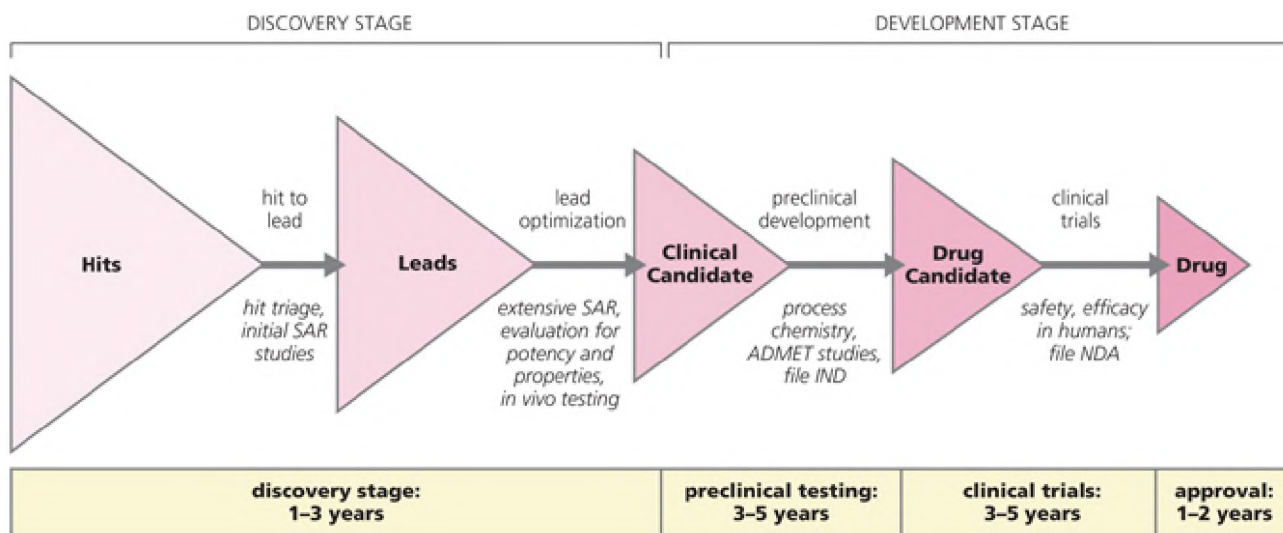 DISCOVERY STAGE
DEVELOPMENT STAGE
hit to
lead
lead
optimization
preclinical
development
clinical
trials
Hits
Leads
Clinical
Candidate
Drug
Candidate
Drug
hit triage,
initial SAR
studies
extensive SAR,
evaluation for
potency and
properties,
in vivo testing
process
chemistry,
ADMET studies,
file IND
safety, efficacy
in humans;
file NDA
discovery stage:
1–3 years
preclinical testing:
3–5 years
clinical trials:
3–5 years
approval:
1–2 years